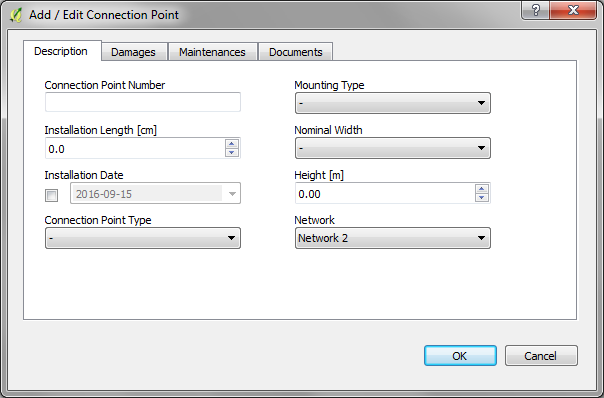 Add / Edit Connection Point
Description Damages Maintenances Documents
Connection Point Number
Installation Length [cm]
0.0
Installation Date
2016-09-15
Connection Point Type
-
Mounting Type
-
Nominal Width
-
Height [m]
0.00
Network
Network 2
OK Cancel